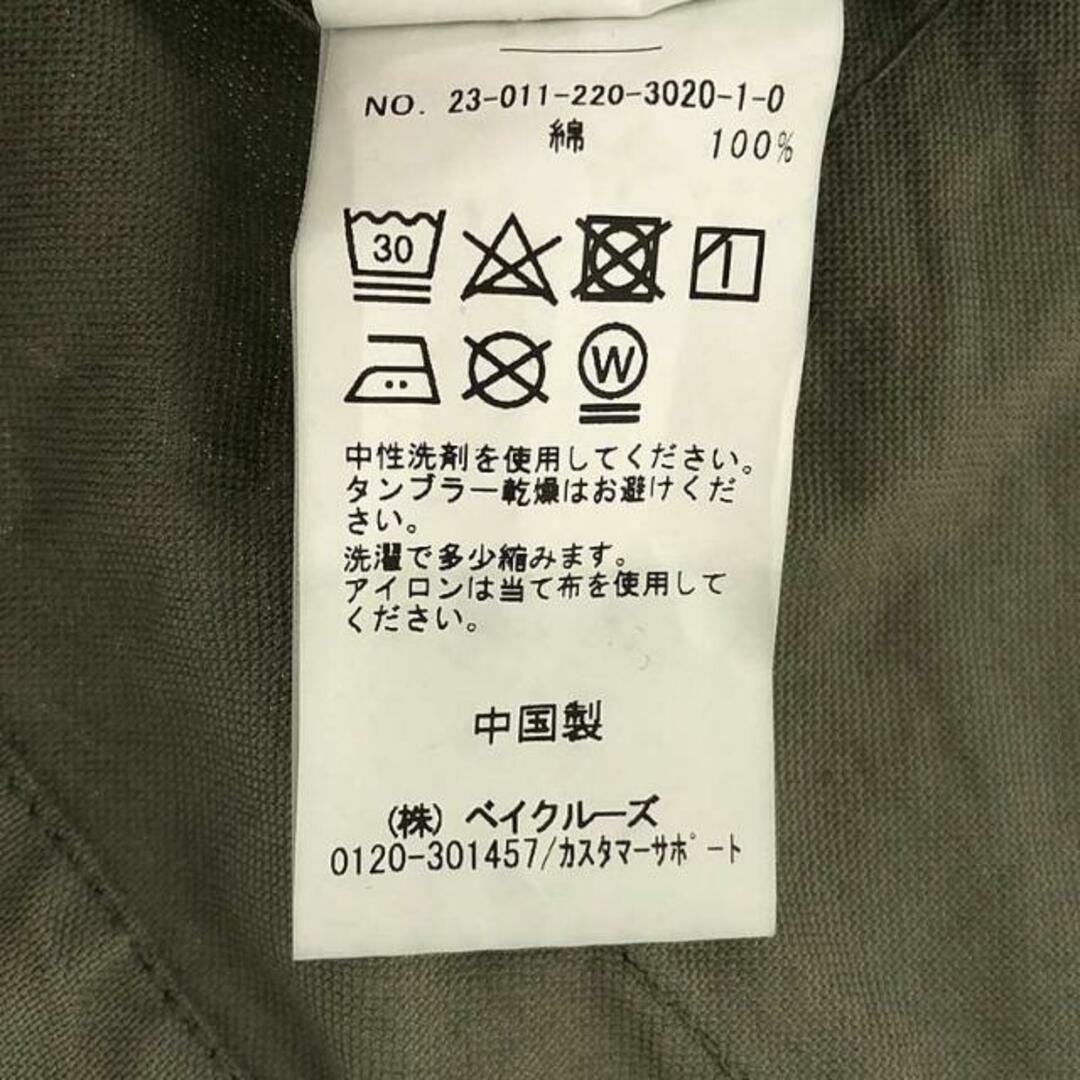 NO. 23-011-220-3020-1-0
綿 100%
30
W
中性洗剤を使用してください。
タンブラー乾燥はお避けくだ
さい。
洗濯で多少縮みます。
アイロンは当て布を使用して
ください。
中国製
(株) ベイクルーズ
0120-301457/カスタマーサポート